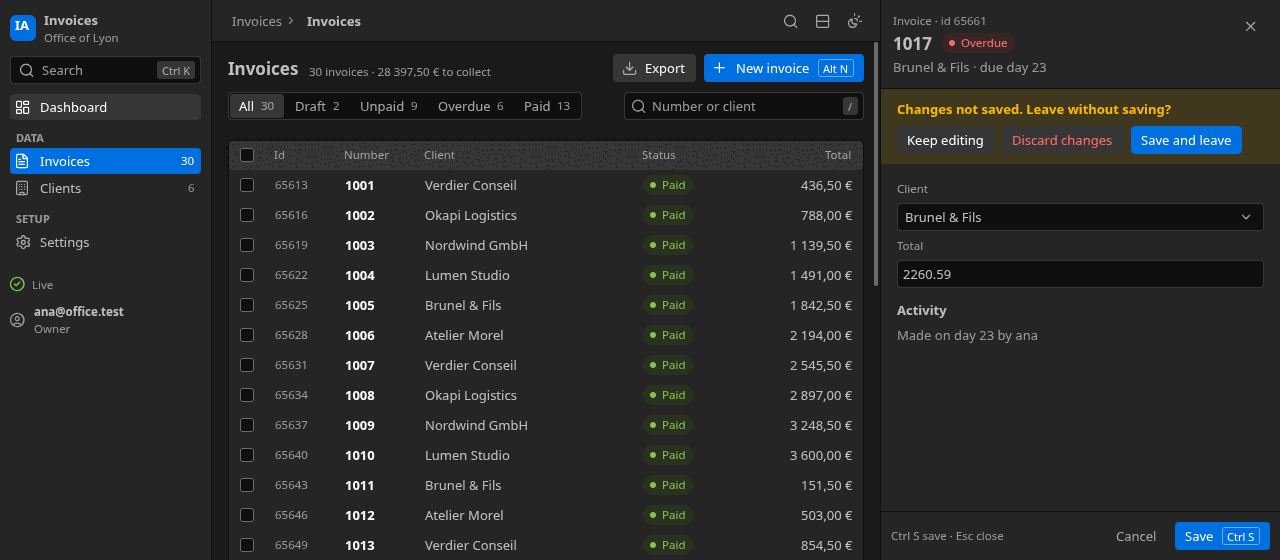 IA
Invoices
Office of Lyon
Search Ctrl K
Dashboard
DATA
Invoices 30
Clients 6
SETUP
Settings
Live
ana@office.test
Owner
Invoices Invoices
Invoices 30 invoices · 28 397,50 € to collect
Export
New invoice Alt N
All 30 Draft 2 Unpaid 9 Overdue 6 Paid 13
Number or client /
Id Number Client Status Total
65613 1001 Verdier Conseil Paid 436,50 €
65616 1002 Okapi Logistics Paid 788,00 €
65619 1003 Nordwind GmbH Paid 1 139,50 €
65622 1004 Lumen Studio Paid 1 491,00 €
65625 1005 Brunel & Fils Paid 1 842,50 €
65628 1006 Atelier Morel Paid 2 194,00 €
65631 1007 Verdier Conseil Paid 2 545,50 €
65634 1008 Okapi Logistics Paid 2 897,00 €
65637 1009 Nordwind GmbH Paid 3 248,50 €
65640 1010 Lumen Studio Paid 3 600,00 €
65643 1011 Brunel & Fils Paid 151,50 €
65646 1012 Atelier Morel Paid 503,00 €
65649 1013 Verdier Conseil Paid 854,50 €
Invoice · id 65661
1017 Overdue
Brunel & Fils · due day 23
Changes not saved. Leave without saving?
Keep editing Discard changes Save and leave
Client
Brunel & Fils
Total
2260.59
Activity
Made on day 23 by ana
Ctrl S save · Esc close Cancel Save Ctrl S